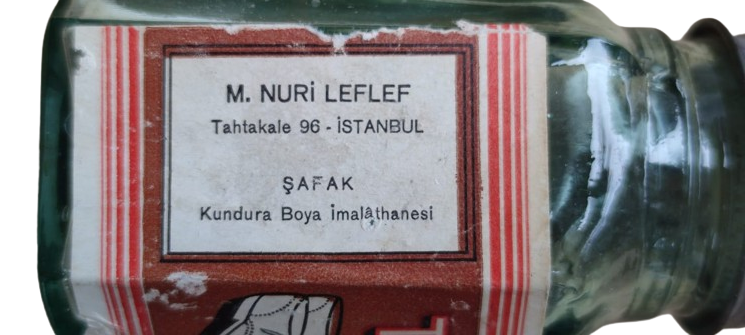 M. NURİ LEFLEF
Tahtakale 96 - İSTANBUL
ŞAFAK
Kundura Boya İmalâthanesi